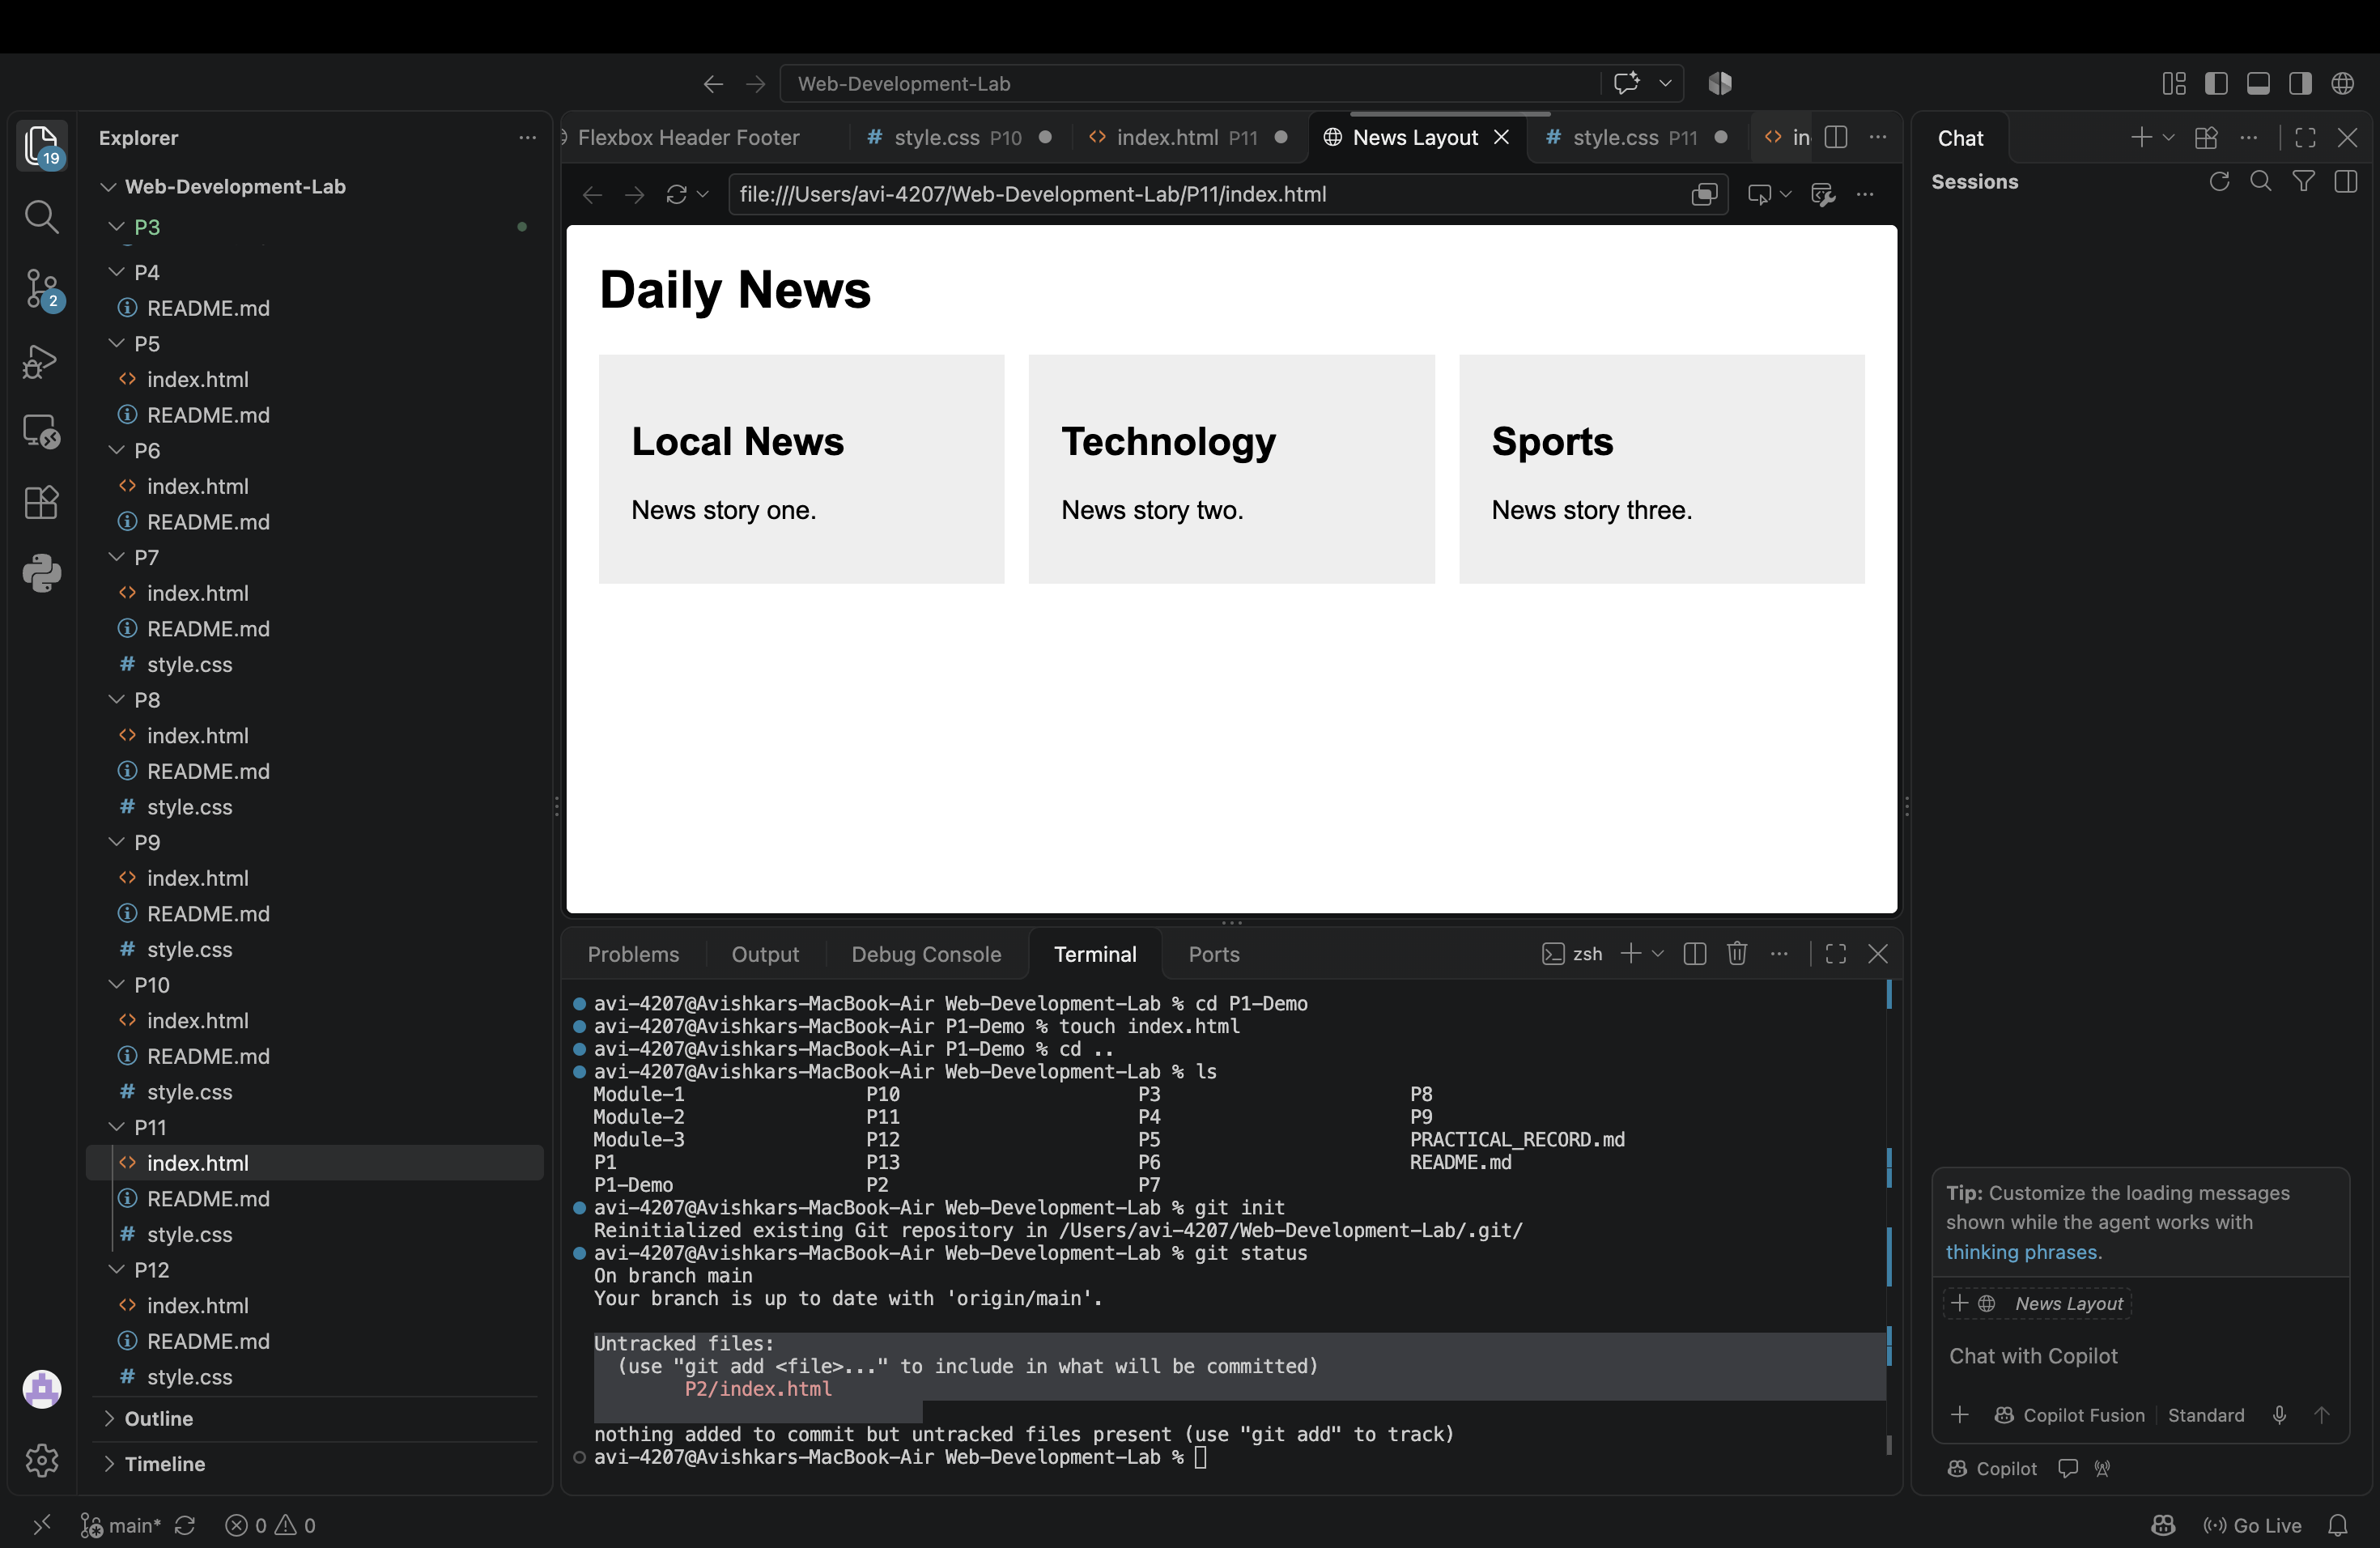 Web-Development-Lab
Explorer
19
2
Web-Development-Lab
P3
P4
README.md
P5
index.html
README.md
P6
index.html
README.md
P7
index.html
README.md
style.css
P8
index.html
README.md
style.css
P9
index.html
README.md
style.css
P10
index.html
README.md
style.css
P11
index.html
README.md
style.css
P12
index.html
README.md
style.css
Outline
Timeline
Flexbox Header Footer # style.css P10 <> index.html P11 News Layout # style.css P11 <> in
file:///Users/avi-4207/Web-Development-Lab/P11/index.html
Daily News
Local News
News story one.
Technology
News story two.
Sports
News story three.
Problems Output Debug Console Terminal Ports zsh
avi-4207@Avishkars-MacBook-Air Web-Development-Lab % cd P1-Demo
avi-4207@Avishkars-MacBook-Air P1-Demo % touch index.html
avi-4207@Avishkars-MacBook-Air P1-Demo % cd ..
avi-4207@Avishkars-MacBook-Air Web-Development-Lab % ls
Module-1 P10 P3 P8
Module-2 P11 P4 P9
Module-3 P12 P5 PRACTICAL_RECORD.md
P1 P13 P6 README.md
P1-Demo P2 P7
avi-4207@Avishkars-MacBook-Air Web-Development-Lab % git init
Reinitialized existing Git repository in /Users/avi-4207/Web-Development-Lab/.git/
avi-4207@Avishkars-MacBook-Air Web-Development-Lab % git status
On branch main
Your branch is up to date with 'origin/main'.
Untracked files:
(use "git add <file>..." to include in what will be committed)
P2/index.html
nothing added to commit but untracked files present (use "git add" to track)
avi-4207@Avishkars-MacBook-Air Web-Development-Lab %
Chat
Sessions
Tip: Customize the loading messages
shown while the agent works with
thinking phrases.
News Layout
Chat with Copilot
Copilot Fusion Standard
Copilot
main* 0 0
Go Live